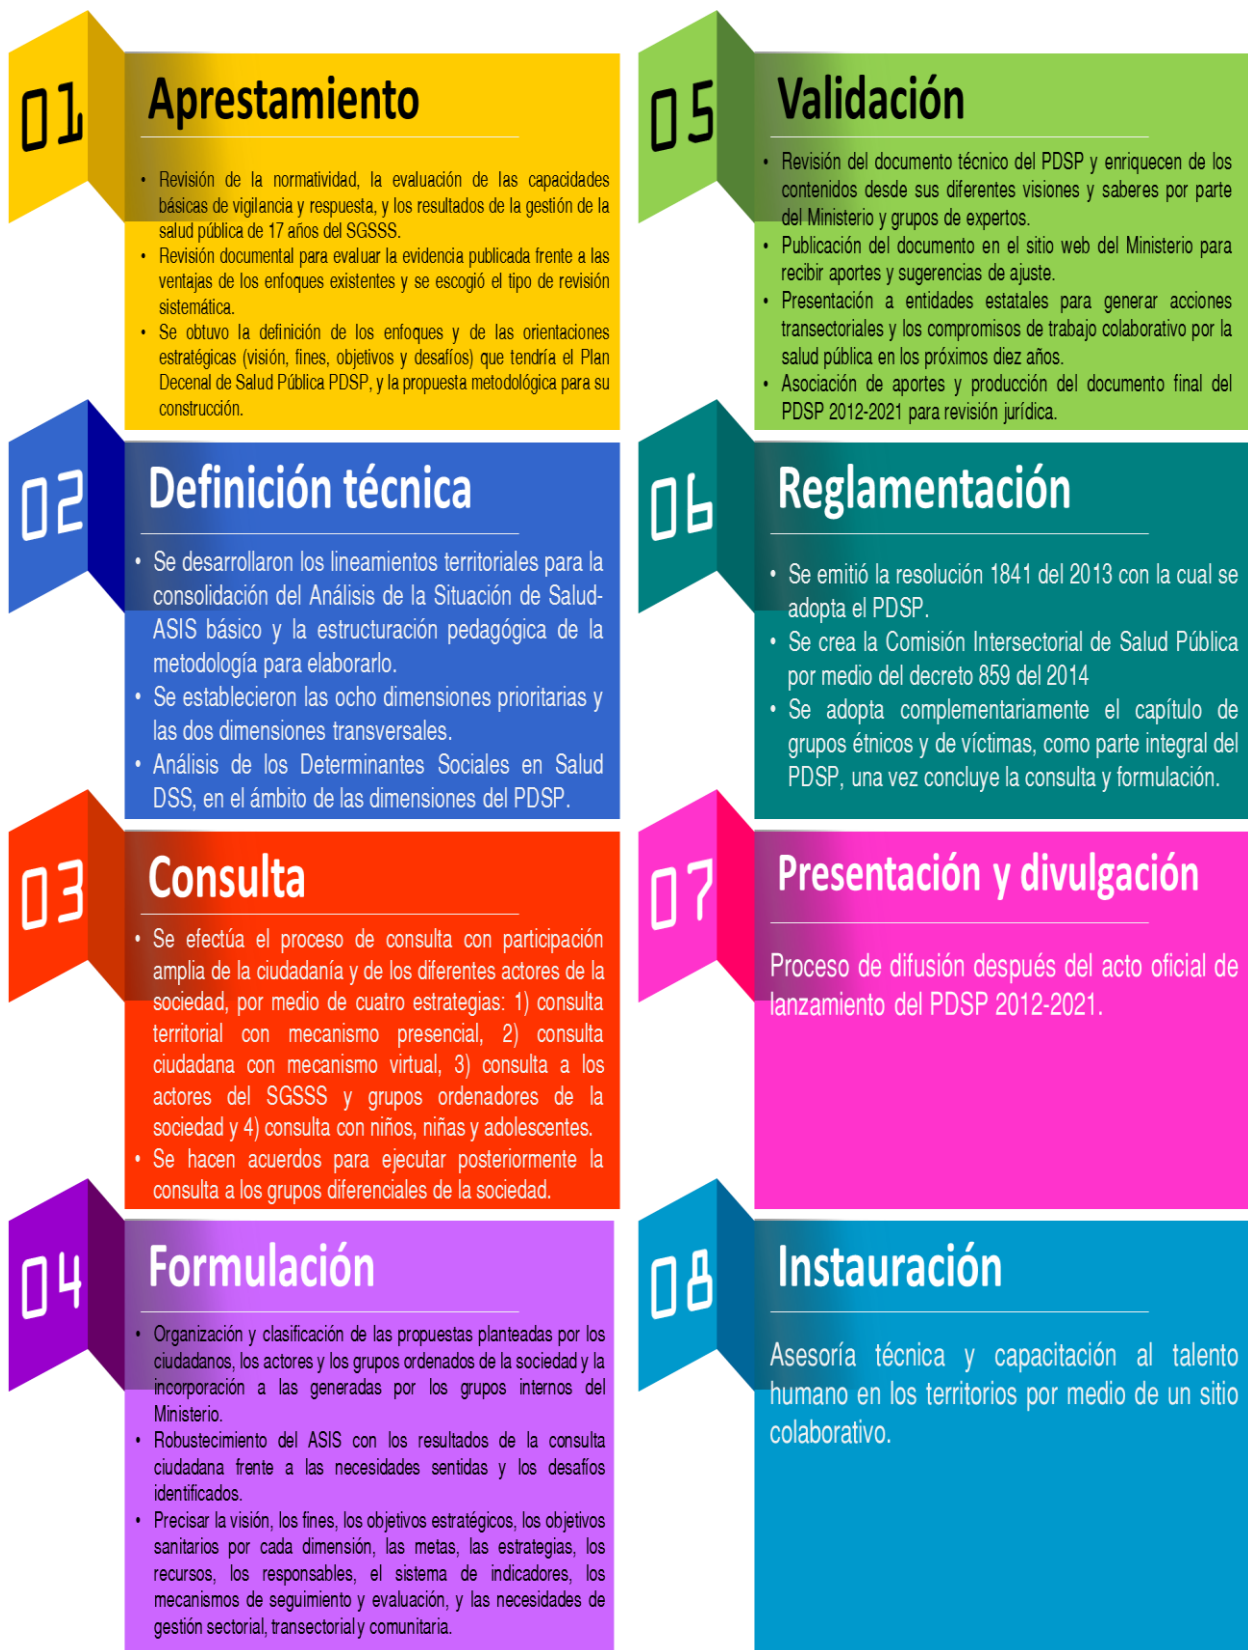 01
Aprestamiento
• Revisión de la normatividad, la evaluación de las capacidades
básicas de vigilancia y respuesta, y los resultados de la gestión de la
salud pública de 17 años del SGSSS.
• Revisión documental para evaluar la evidencia publicada frente a las
ventajas de los enfoques existentes y se escogió el tipo de revisión
sistemática.
• Se obtuvo la definición de los enfoques y de las orientaciones
estratégicas (visión, fines, objetivos y desafíos) que tendría el Plan
Decenal de Salud Pública PDSP, y la propuesta metodológica para su
construcción.
02
Definición técnica
• Se desarrollaron los lineamientos territoriales para la
consolidación del Análisis de la Situación de Salud-
ASIS básico y la estructuración pedagógica de la
metodología para elaborarlo.
• Se establecieron las ocho dimensiones prioritarias y
las dos dimensiones transversales.
• Análisis de los Determinantes Sociales en Salud
DSS, en el ámbito de las dimensiones del PDSP.
03
Consulta
• Se efectúa el proceso de consulta con participación
amplia de la ciudadanía y de los diferentes actores de la
sociedad, por medio de cuatro estrategias: 1) consulta
territorial con mecanismo presencial, 2) consulta
ciudadana con mecanismo virtual, 3) consulta a los
actores del SGSSS y grupos ordenadores de la
sociedad y 4) consulta con niños, niñas y adolescentes.
• Se hacen acuerdos para ejecutar posteriormente la
consulta a los grupos diferenciales de la sociedad.
04
Formulación
• Organización y clasificación de las propuestas planteadas por los
ciudadanos, los actores y los grupos ordenados de la sociedad y la
incorporación a las generadas por los grupos internos del
Ministerio.
• Robustecimiento del ASIS con los resultados de la consulta
ciudadana frente a las necesidades sentidas y los desafíos
identificados.
• Precisar la visión, los fines, los objetivos estratégicos, los objetivos
sanitarios por cada dimensión, las metas, las estrategias, los
recursos, los responsables, el sistema de indicadores, los
mecanismos de seguimiento y evaluación, y las necesidades de
gestión sectorial, transectorial y comunitaria.
05
Validación
• Revisión del documento técnico del PDSP y enriquecen de los
contenidos desde sus diferentes visiones y saberes por parte
del Ministerio y grupos de expertos.
• Publicación del documento en el sitio web del Ministerio para
recibir aportes y sugerencias de ajuste.
• Presentación a entidades estatales para generar acciones
transectoriales y los compromisos de trabajo colaborativo por la
salud pública en los próximos diez años.
• Asociación de aportes y producción del documento final del
PDSP 2012-2021 para revisión jurídica.
06
Reglamentación
• Se emitió la resolución 1841 del 2013 con la cual se
adopta el PDSP.
• Se crea la Comisión Intersectorial de Salud Pública
por medio del decreto 859 del 2014
• Se adopta complementariamente el capítulo de
grupos étnicos y de víctimas, como parte integral del
PDSP, una vez concluye la consulta y formulación.
07
Presentación y divulgación
Proceso de difusión después del acto oficial de
lanzamiento del PDSP 2012-2021.
08
Instauración
Asesoría técnica y capacitación al talento
humano en los territorios por medio de un sitio
colaborativo.